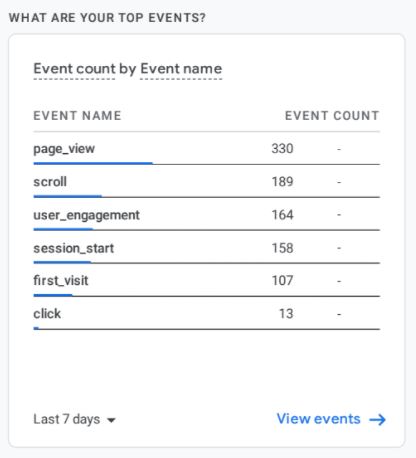 WHAT ARE YOUR TOP EVENTS?
Event count by Event name
EVENT NAME EVENT COUNT
page_view 330 -
scroll 189 -
user_engagement 164 -
session_start 158 -
first_visit 107 -
click 13 -
Last 7 days View events